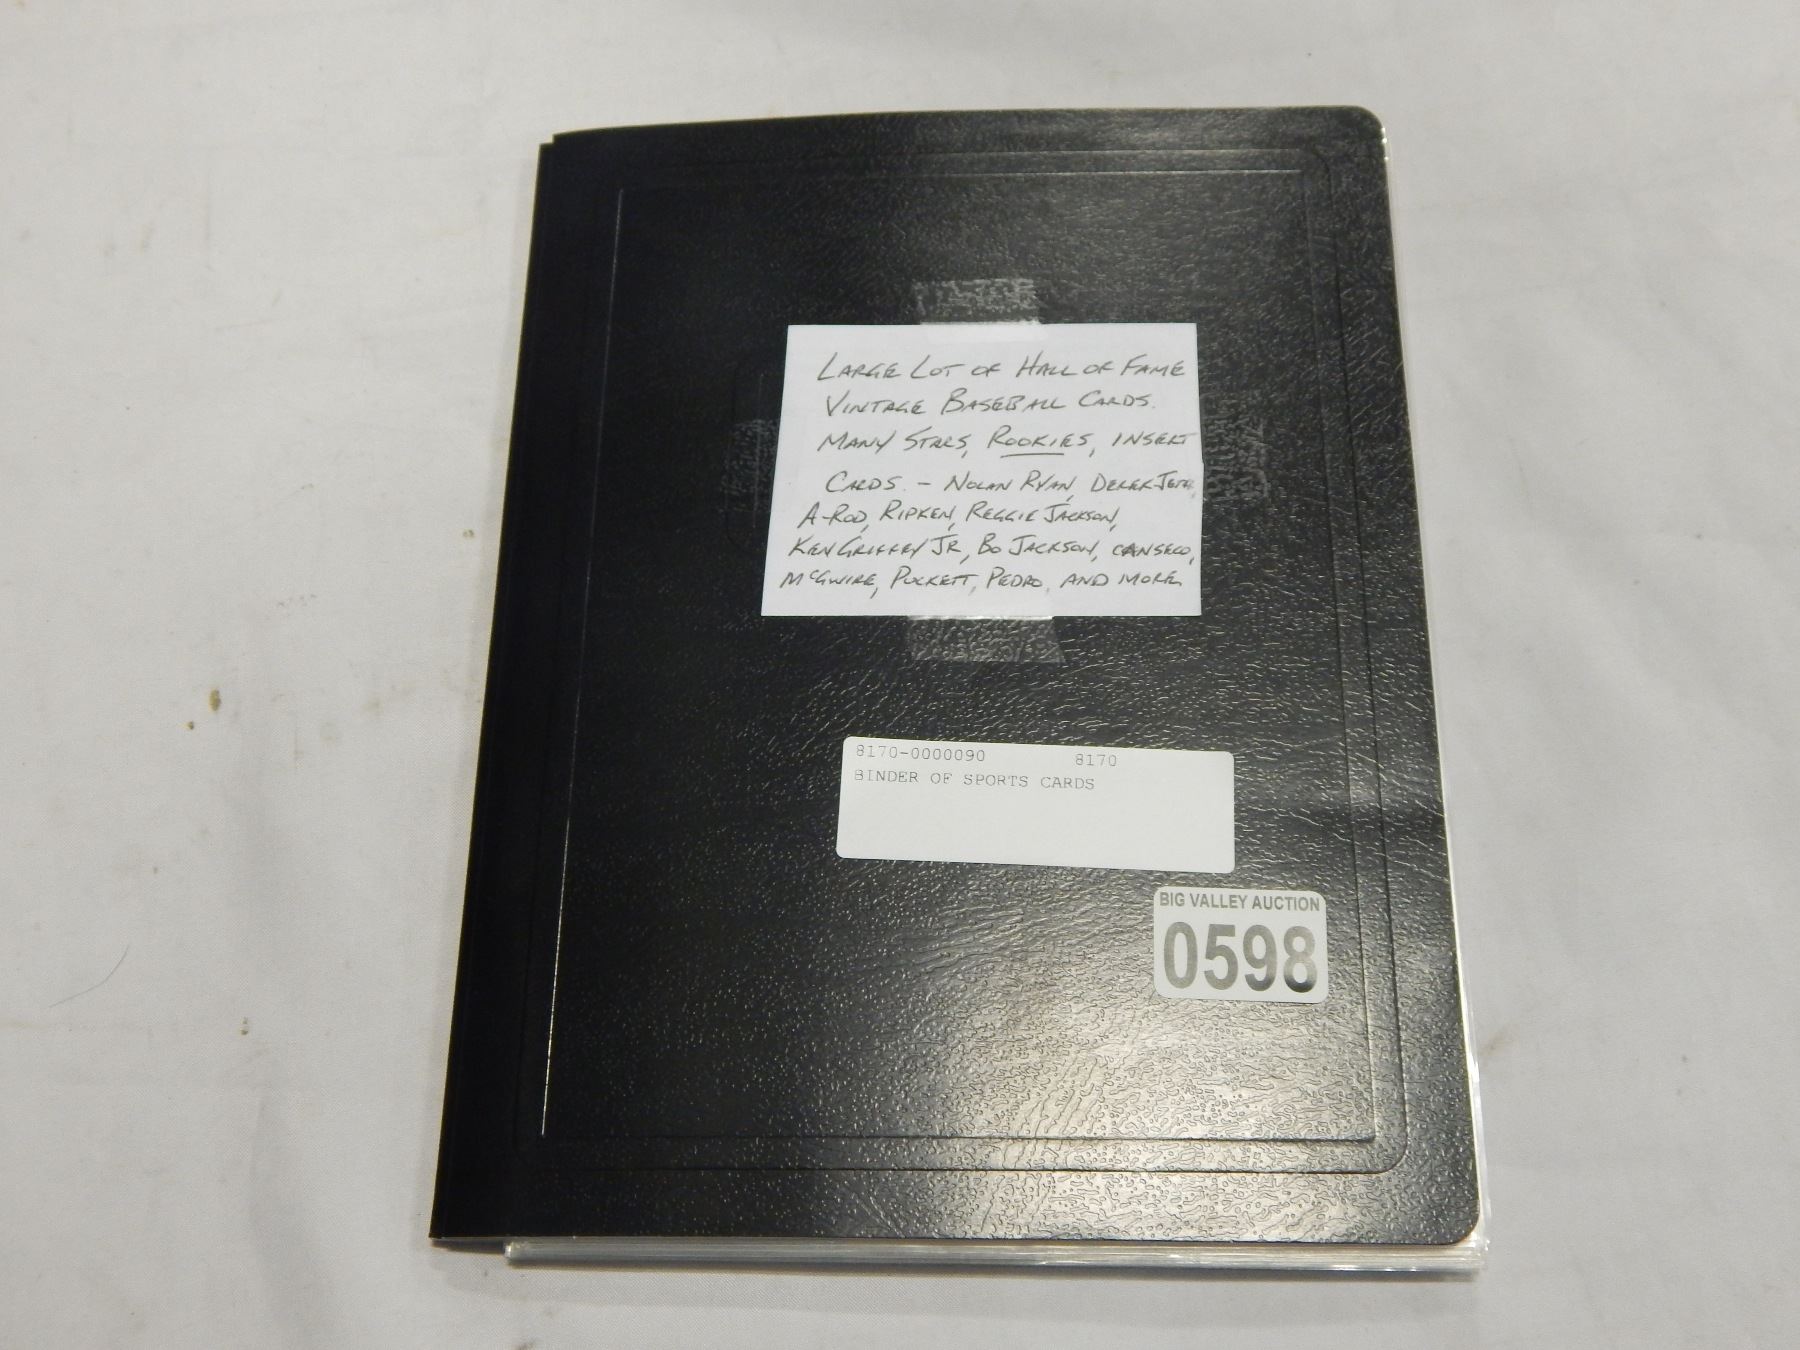 LARGE LOT OF HALL OF FAME
VINTAGE BASEBALL CARDS.
MANY STARS, ROOKIES, INSERT
CARDS. - NOLAN RYAN, DEREK JETER,
A-ROD, RIPKEN, REGGIE JACKSON,
KEN GRIFFEY JR, BO JACKSON, CANSECO,
McGWIRE, PUCKETT, PEDRO, AND MORE
8170-0000090 8170
BINDER OF SPORTS CARDS
BIG VALLEY AUCTION
0598